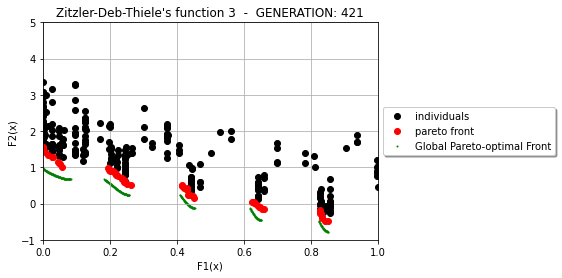 Zitzler-Deb-Thiele's function 3 - GENERATION: 421
5
4
3
2
1
0
−1
F2(x)
0.0 0.2 0.4 0.6 0.8 1.0
F1(x)
individuals
pareto front
Global Pareto-optimal Front